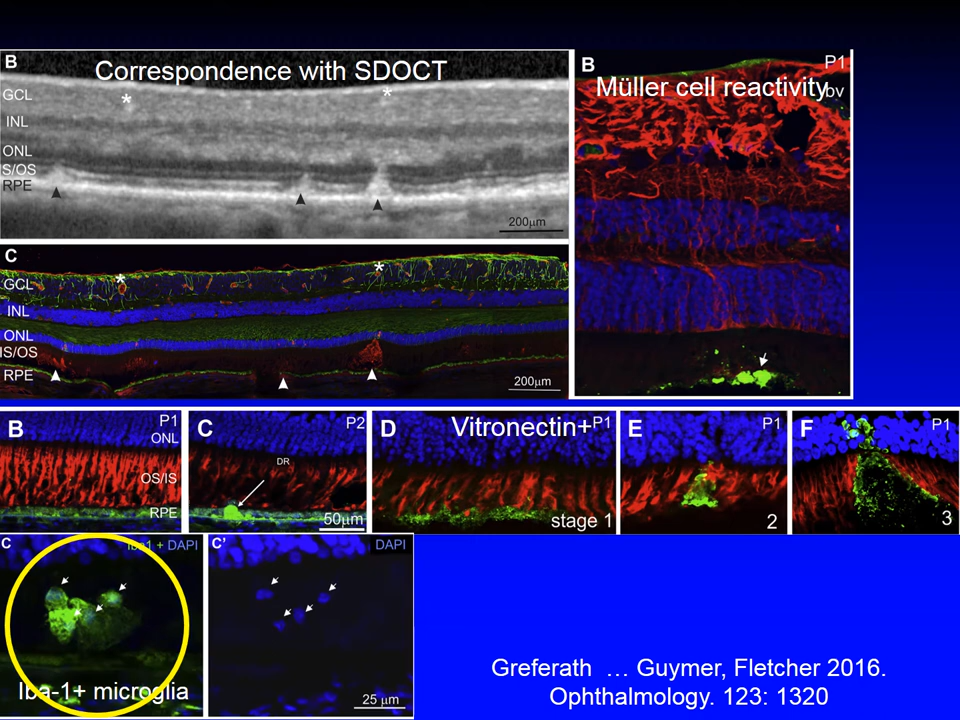 B
Correspondence with SDOCT
GCL
INL
ONL
IS/OS
RPE
200µm
C
GCL
INL
ONL
IS/OS
RPE
200µm
B
P1
Müller cell reactivity
bv
B
P1
ONL
OS/IS
RPE
C
P2
DR
50µm
D
Vitronectin+
P1
stage 1
E
P1
2
F
P1
3
C
Iba1 + DAPI
Iba-1+ microglia
C'
DAPI
25 µm
Greferath … Guymer, Fletcher 2016.
Ophthalmology. 123: 1320